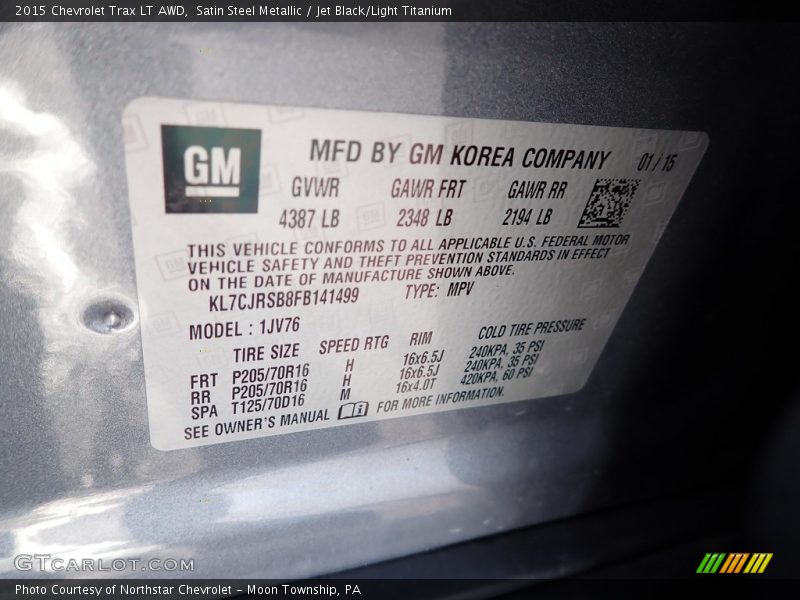 2015 Chevrolet Trax LT AWD,  Satin Steel Metallic / Jet Black/Light Titanium
GM
MFD BY GM KOREA COMPANY 01 / 15
GVWR GAWR FRT GAWR RR
4387 LB 2348 LB 2194 LB
THIS VEHICLE CONFORMS TO ALL APPLICABLE U.S. FEDERAL MOTOR
VEHICLE SAFETY AND THEFT PREVENTION STANDARDS IN EFFECT
ON THE DATE OF MANUFACTURE SHOWN ABOVE.
KL7CJRSB8FB141499 TYPE: MPV
MODEL : 1JV76
TIRE SIZE SPEED RTG RIM COLD TIRE PRESSURE
FRT P205/70R16 H 16x6.5J 240KPA, 35 PSI
RR P205/70R16 H 16x6.5J 240KPA, 35 PSI
SPA T125/70D16 M 16x4.0T 420KPA, 60 PSI
SEE OWNER'S MANUAL FOR MORE INFORMATION.
GTCARLOT.COM
Photo Courtesy of Northstar Chevrolet – Moon Township, PA